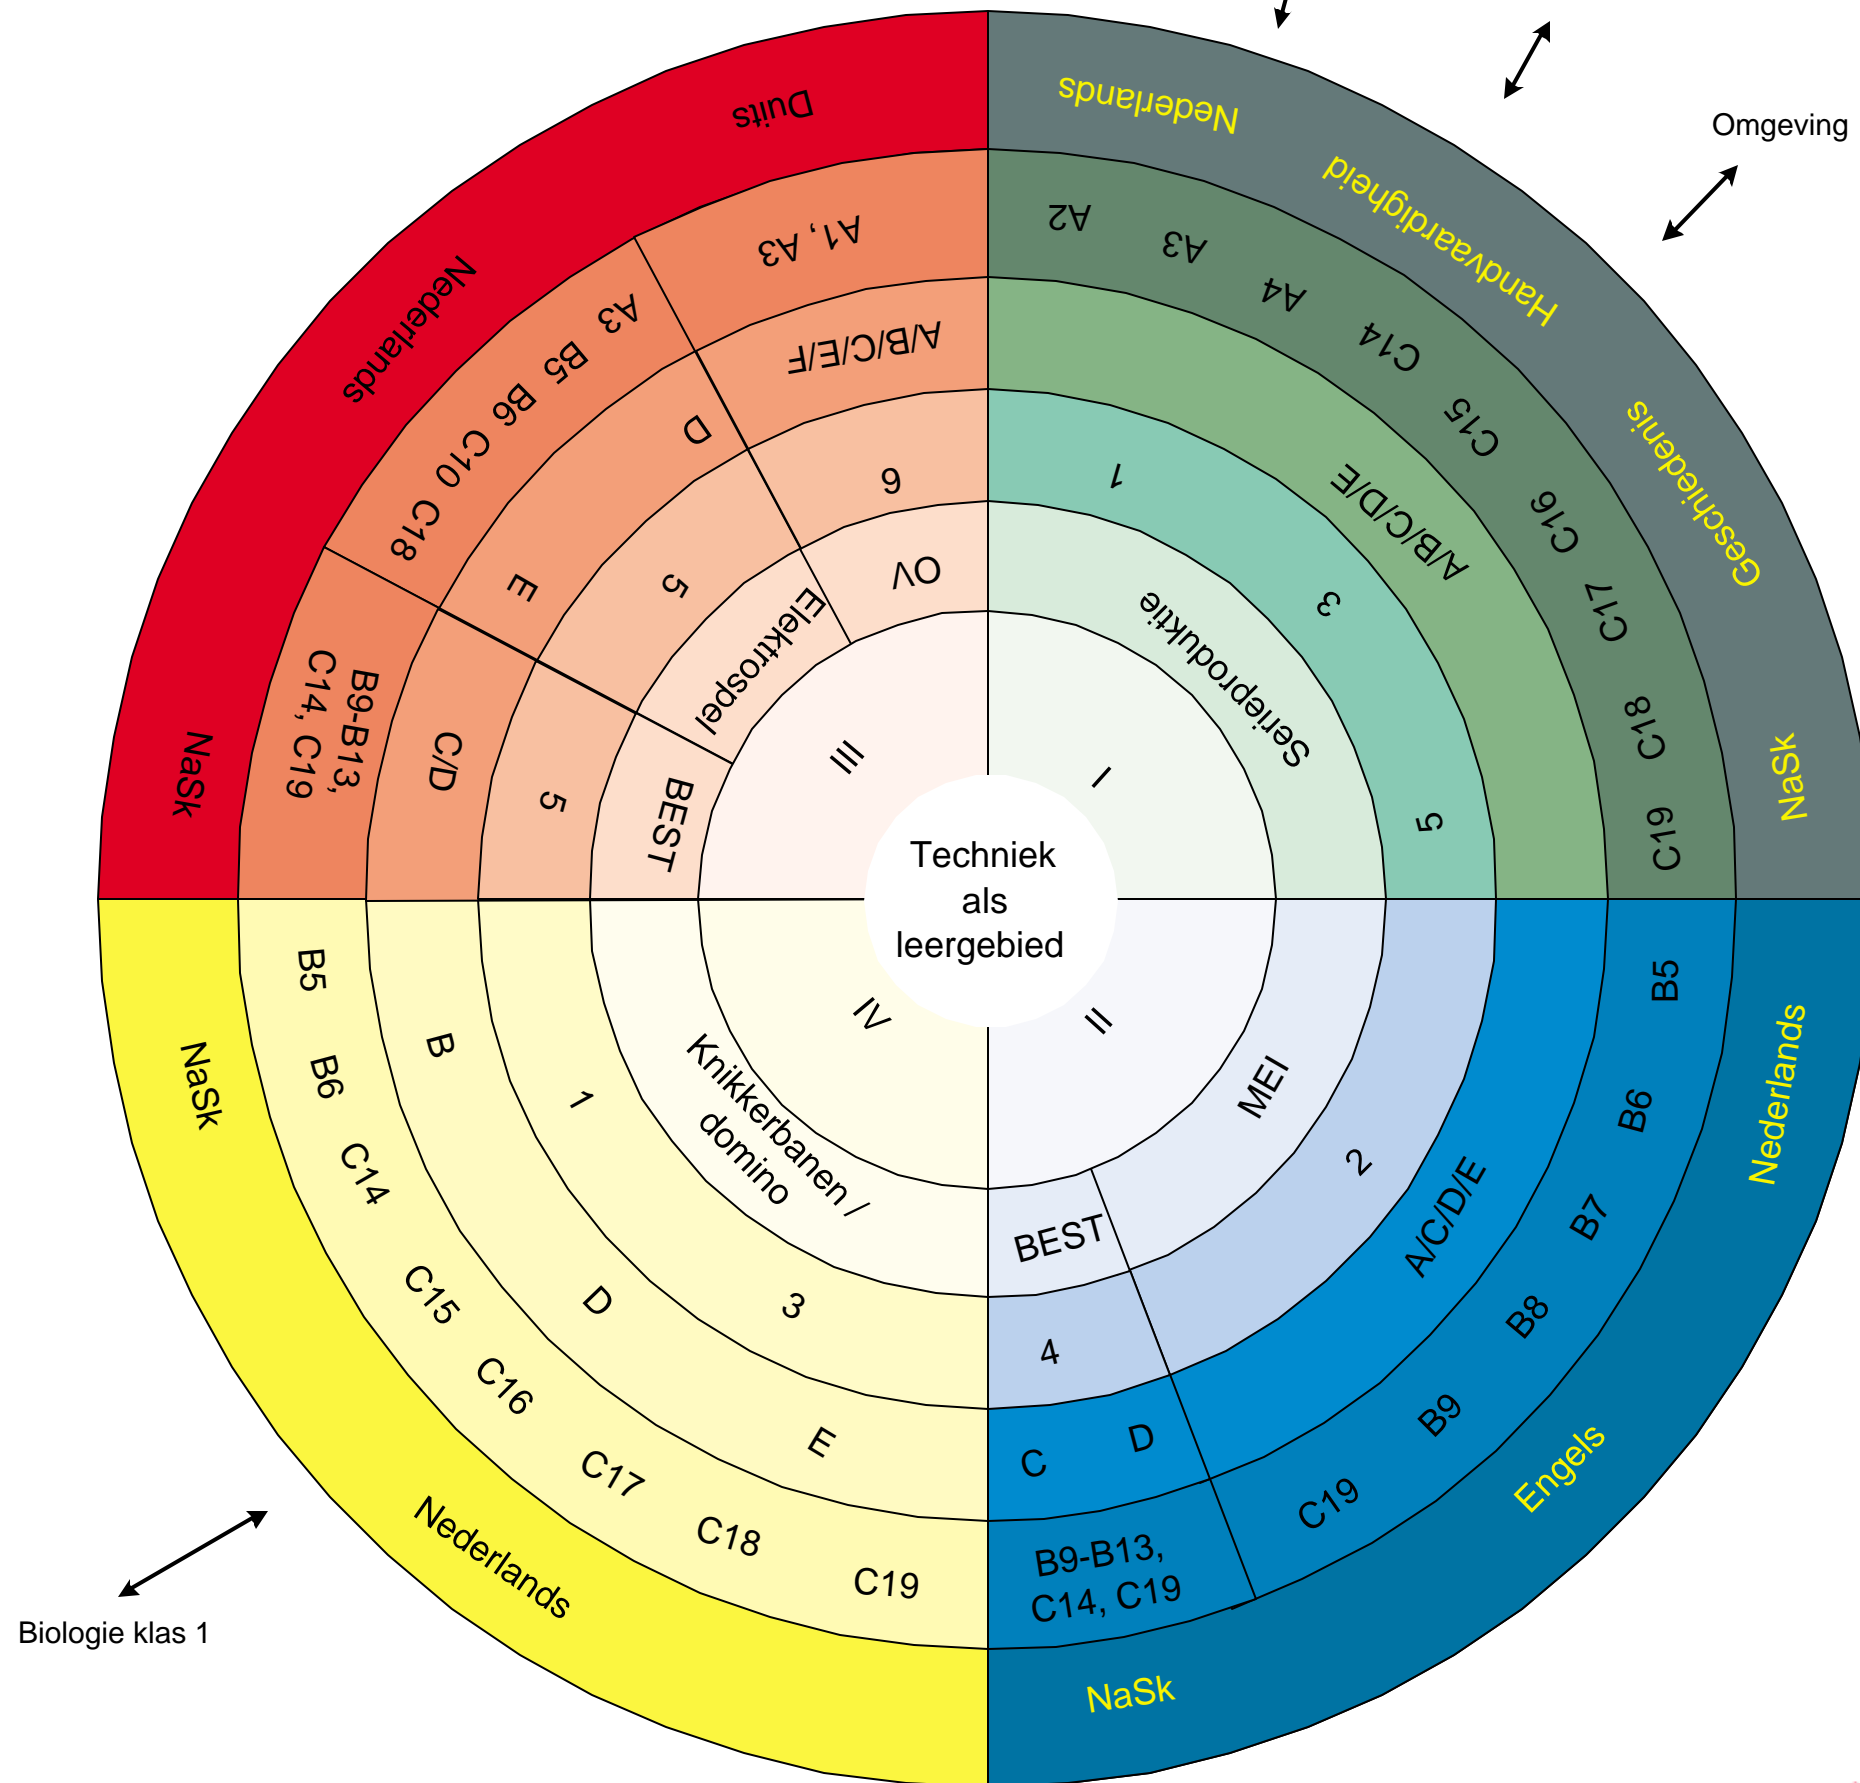 Omgeving
Techniek
als
leergebied
I
Serieproduktie
1
3
5
A/B/C/D/E
A2
A3
A4
C14
C15
C16
C17
C18
C19
Nederlands
Handvaardigheid
Geschiedenis
NaSk
II
MEI
BEST
2
4
A/C/D/E
D
C
B5
B6
B7
B8
B9
C19
B9-B13,
C14, C19
Nederlands
Engels
NaSk
III
BEST
Elektrospel
OV
5
5
6
C/D
E
D
A/B/C/E/F
B9-B13,
C14, C19
C18
C10
B6
B5
A3
A1, A3
NaSk
Nederlands
Duits
IV
Knikkerbanen /
domino
1
3
B
D
E
B5
B6
C14
C15
C16
C17
C18
C19
NaSk
Nederlands
Biologie klas 1